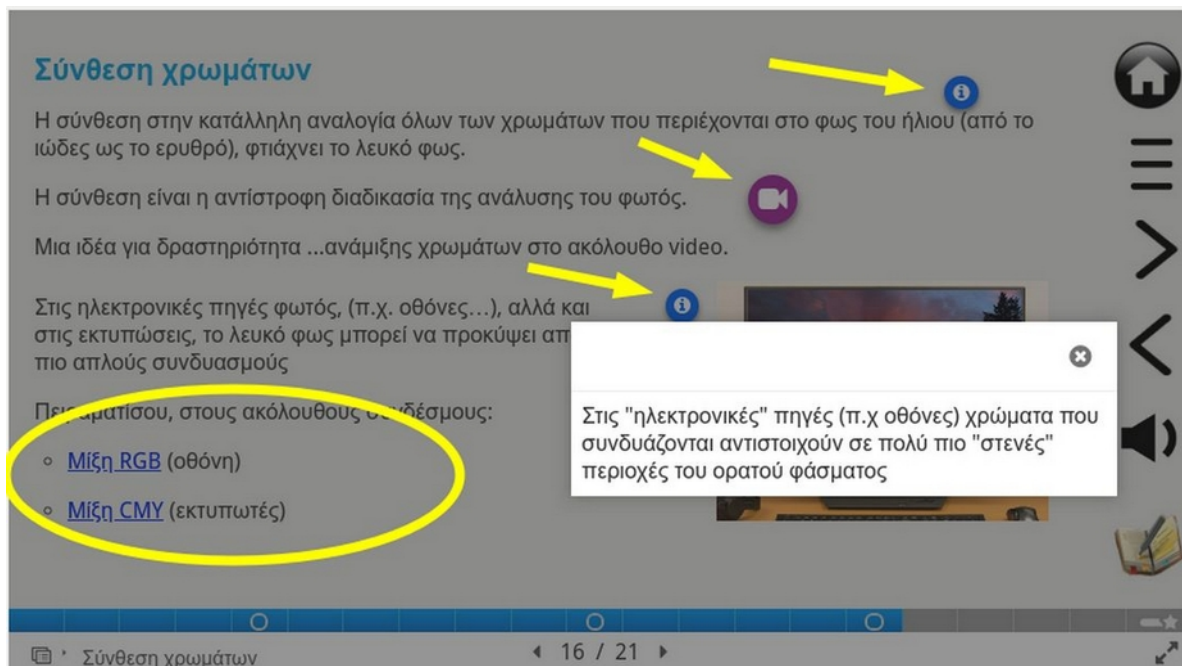 Σύνθεση χρωμάτων
Η σύνθεση στην κατάλληλη αναλογία όλων των χρωμάτων που περιέχονται στο φως του ήλιου (από το
ιώδες ως το ερυθρό), φτιάχνει το λευκό φως.
Η σύνθεση είναι η αντίστροφη διαδικασία της ανάλυσης του φωτός.
Μια ιδέα για δραστηριότητα ...ανάμιξης χρωμάτων στο ακόλουθο video.
Στις ηλεκτρονικές πηγές φωτός, (π.χ. οθόνες...), αλλά και
στις εκτυπώσεις, το λευκό φως μπορεί να προκύψει απ
πιο απλούς συνδυασμούς
Στις "ηλεκτρονικές" πηγές (π.χ οθόνες) χρώματα που
συνδυάζονται αντιστοιχούν σε πολύ πιο "στενές"
περιοχές του ορατού φάσματος
Πειραματίσου, στους ακόλουθους συνδέσμους:
Μίξη RGB (οθόνη)
Μίξη CMY (εκτυπωτές)
Σύνθεση χρωμάτων
16 / 21